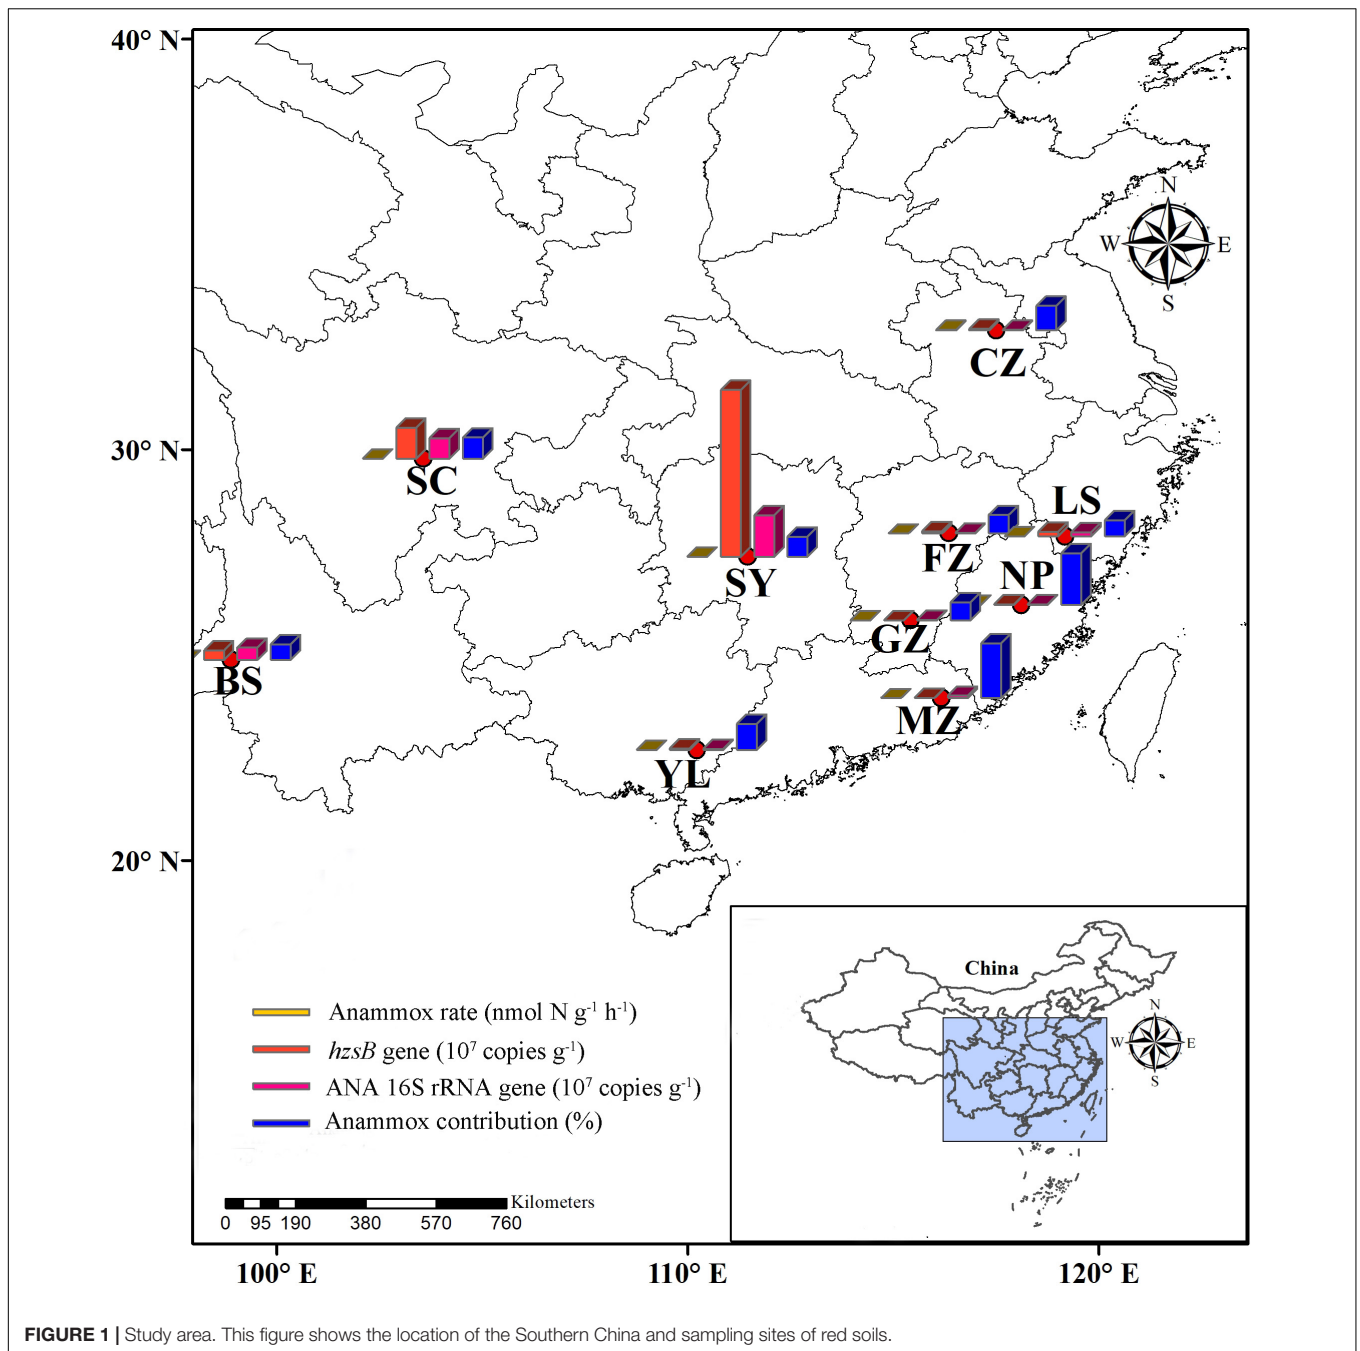 40° N
N
W E
S
CZ
30° N
SC
LS
FZ
SY
NP
GZ
BS
MZ
YL
20° N
China
N
W E
S
Anammox rate (nmol N g⁻¹ h⁻¹)
hzsB gene (10⁷ copies g⁻¹)
ANA 16S rRNA gene (10⁷ copies g⁻¹)
Anammox contribution (%)
Kilometers
0 95 190 380 570 760
100° E 110° E 120° E
FIGURE 1 | Study area. This figure shows the location of the Southern China and sampling sites of red soils.